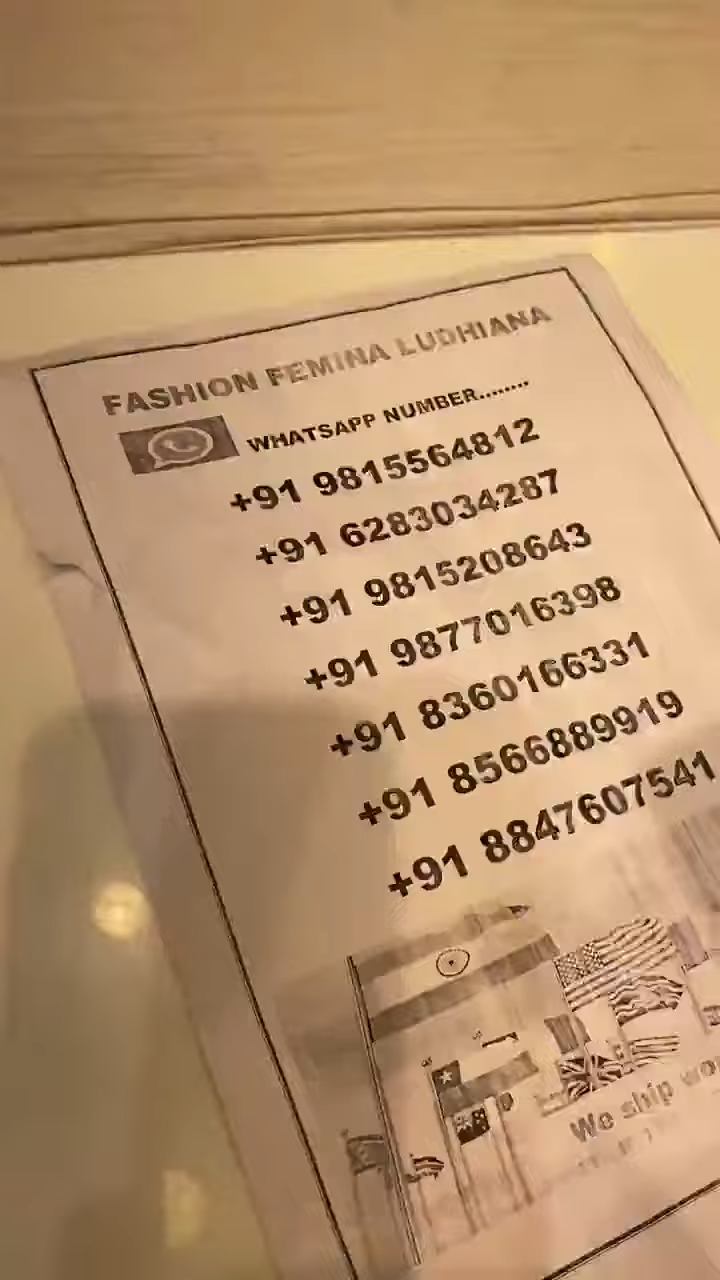 FASHION FEMINA LUDHIANA
WHATSAPP NUMBER........
+91 9815564812
+91 6283034287
+91 9815208643
+91 9877016398
+91 8360166331
+91 8566889919
+91 8847607541
We ship